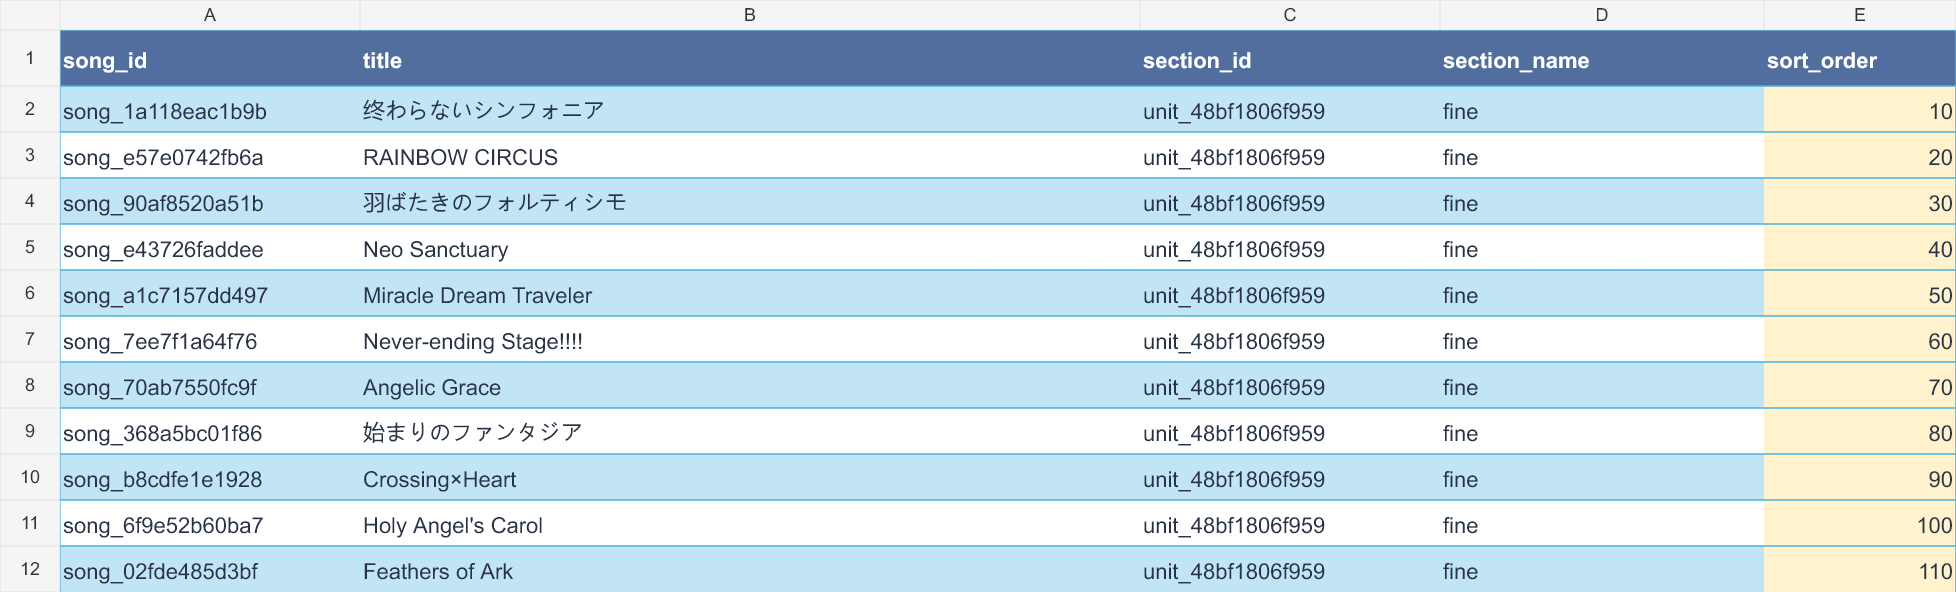 A B C D E
1 song_id title section_id section_name sort_order
2 song_1a118eac1b9b 终わらないシンフォニア unit_48bf1806f959 fine 10
3 song_e57e0742fb6a RAINBOW CIRCUS unit_48bf1806f959 fine 20
4 song_90af8520a51b 羽ばたきのフォルティシモ unit_48bf1806f959 fine 30
5 song_e43726faddee Neo Sanctuary unit_48bf1806f959 fine 40
6 song_a1c7157dd497 Miracle Dream Traveler unit_48bf1806f959 fine 50
7 song_7ee7f1a64f76 Never-ending Stage!!!! unit_48bf1806f959 fine 60
8 song_70ab7550fc9f Angelic Grace unit_48bf1806f959 fine 70
9 song_368a5bc01f86 始まりのファンタジア unit_48bf1806f959 fine 80
10 song_b8cdfe1e1928 Crossing×Heart unit_48bf1806f959 fine 90
11 song_6f9e52b60ba7 Holy Angel's Carol unit_48bf1806f959 fine 100
12 song_02fde485d3bf Feathers of Ark unit_48bf1806f959 fine 110